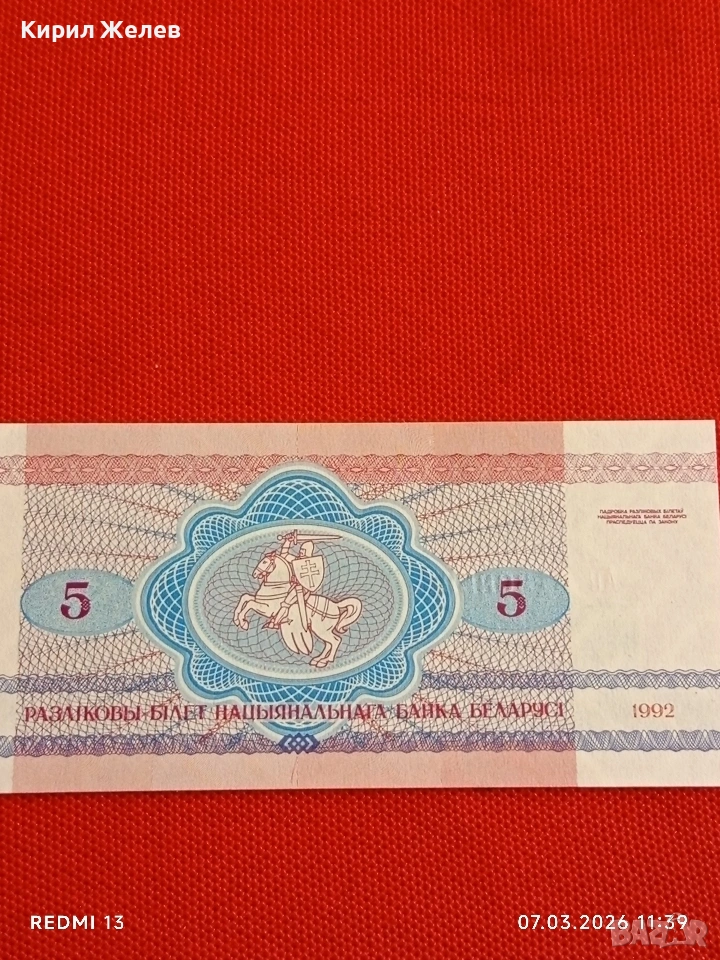 Кирил Желев
ПАДРОБКА РАЗЛІКОВЫХ БІЛЕТАЎ
НАЦЫЯНАЛЬНАГА БАНКА БЕЛАРУСІ
ПРАСЛЕДУЕЦЦА ПА ЗАКОНУ
5 5
РАЗЛІКОВЫ БІЛЕТ НАЦЫЯНАЛЬНАГА БАНКА БЕЛАРУСІ 1992
REDMI 13 07.03.2026 11:39
BAZAR